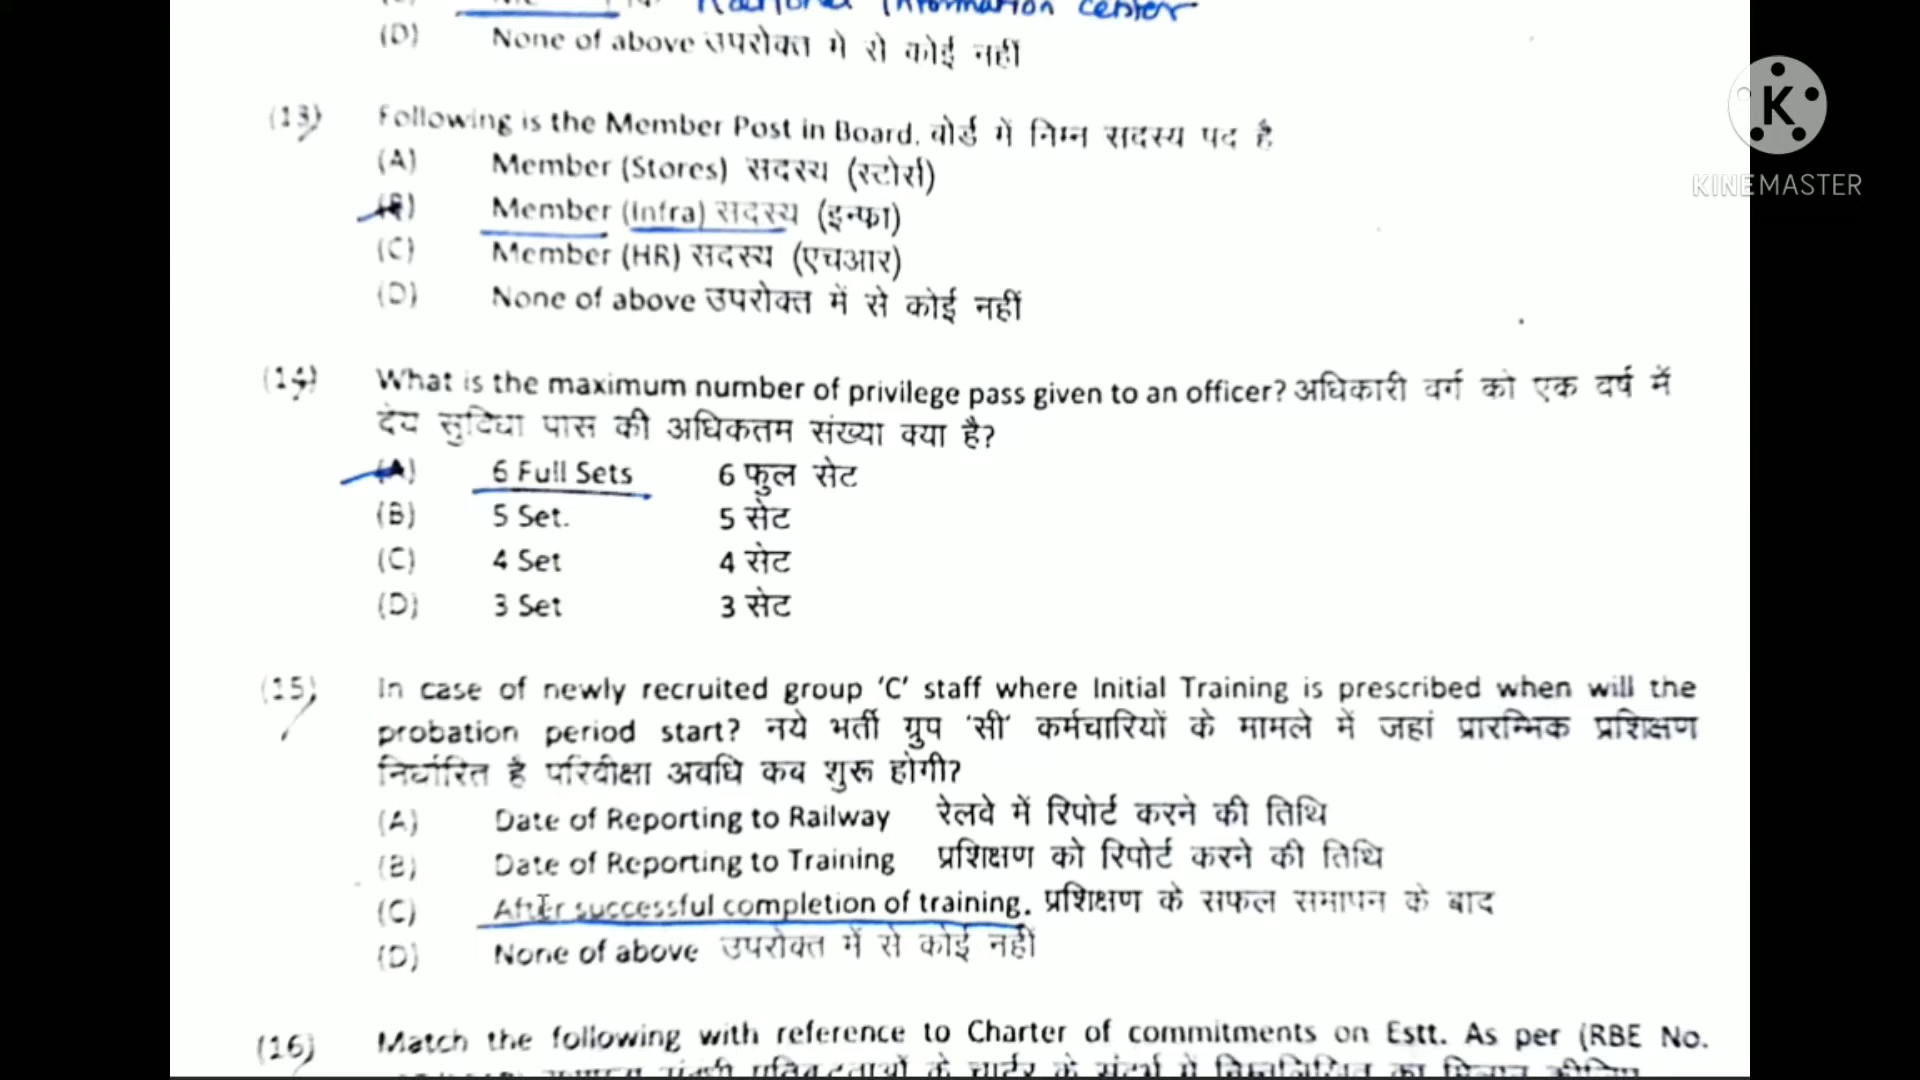 National Information Center
(D) None of above उपरोक्त में से कोई नहीं
(13) Following is the Member Post in Board. बोर्ड में निम्न सदस्य पद है
(A) Member (Stores) सदस्य (स्टोर्स)
(B) Member (Infra) सदस्य (इन्फा)
(C) Member (HR) सदस्य (एचआर)
(D) None of above उपरोक्त में से कोई नहीं
(14) What is the maximum number of privilege pass given to an officer? अधिकारी वर्ग को एक वर्ष में
देय सुविधा पास की अधिकतम संख्या क्या है?
(A) 6 Full Sets 6 फुल सेट
(B) 5 Set. 5 सेट
(C) 4 Set 4 सेट
(D) 3 Set 3 सेट
(15) In case of newly recruited group 'C' staff where Initial Training is prescribed when will the
probation period start? नये भर्ती ग्रुप 'सी' कर्मचारियों के मामले में जहां प्रारम्भिक प्रशिक्षण
निर्धारित है परिवीक्षा अवधि कब शुरू होगी?
(A) Date of Reporting to Railway रेलवे में रिपोर्ट करने की तिथि
(B) Date of Reporting to Training प्रशिक्षण को रिपोर्ट करने की तिथि
(C) After successful completion of training. प्रशिक्षण के सफल समापन के बाद
(D) None of above उपरोक्त में से कोई नहीं
(16) Match the following with reference to Charter of commitments on Estt. As per (RBE No.
के चार्टर के संदर्भ में निम्नलिखित का मिलान कीजिए
KINEMASTER